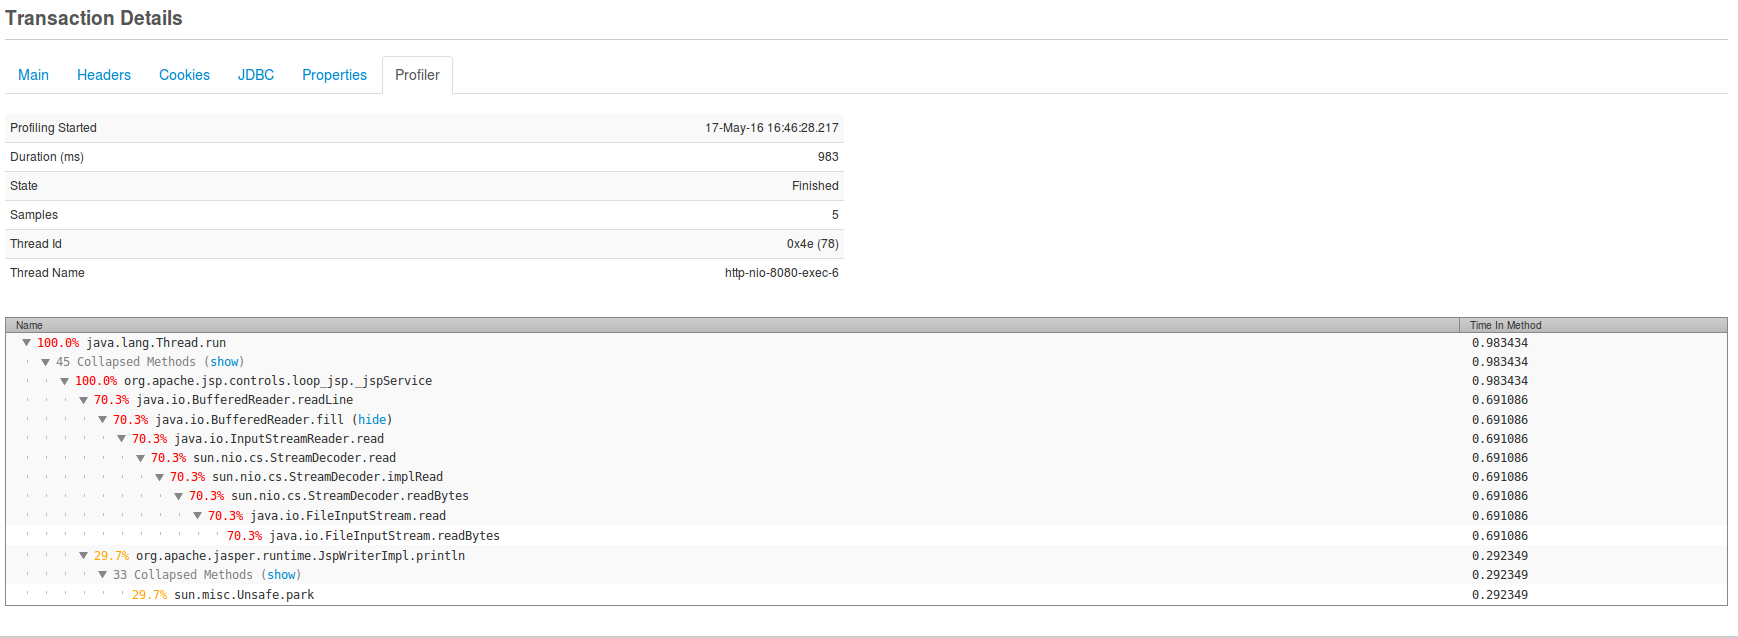 Transaction Details
Main Headers Cookies JDBC Properties Profiler
Profiling Started 17-May-16 16:46:28.217
Duration (ms) 983
State Finished
Samples 5
Thread Id 0x4e (78)
Thread Name http-nio-8080-exec-6
Name Time In Method
100.0% java.lang.Thread.run 0.983434
45 Collapsed Methods (show) 0.983434
100.0% org.apache.jsp.controls.loop_jsp._jspService 0.983434
70.3% java.io.BufferedReader.readLine 0.691086
70.3% java.io.BufferedReader.fill (hide) 0.691086
70.3% java.io.InputStreamReader.read 0.691086
70.3% sun.nio.cs.StreamDecoder.read 0.691086
70.3% sun.nio.cs.StreamDecoder.implRead 0.691086
70.3% sun.nio.cs.StreamDecoder.readBytes 0.691086
70.3% java.io.FileInputStream.read 0.691086
70.3% java.io.FileInputStream.readBytes 0.691086
29.7% org.apache.jasper.runtime.JspWriterImpl.println 0.292349
33 Collapsed Methods (show) 0.292349
29.7% sun.misc.Unsafe.park 0.292349